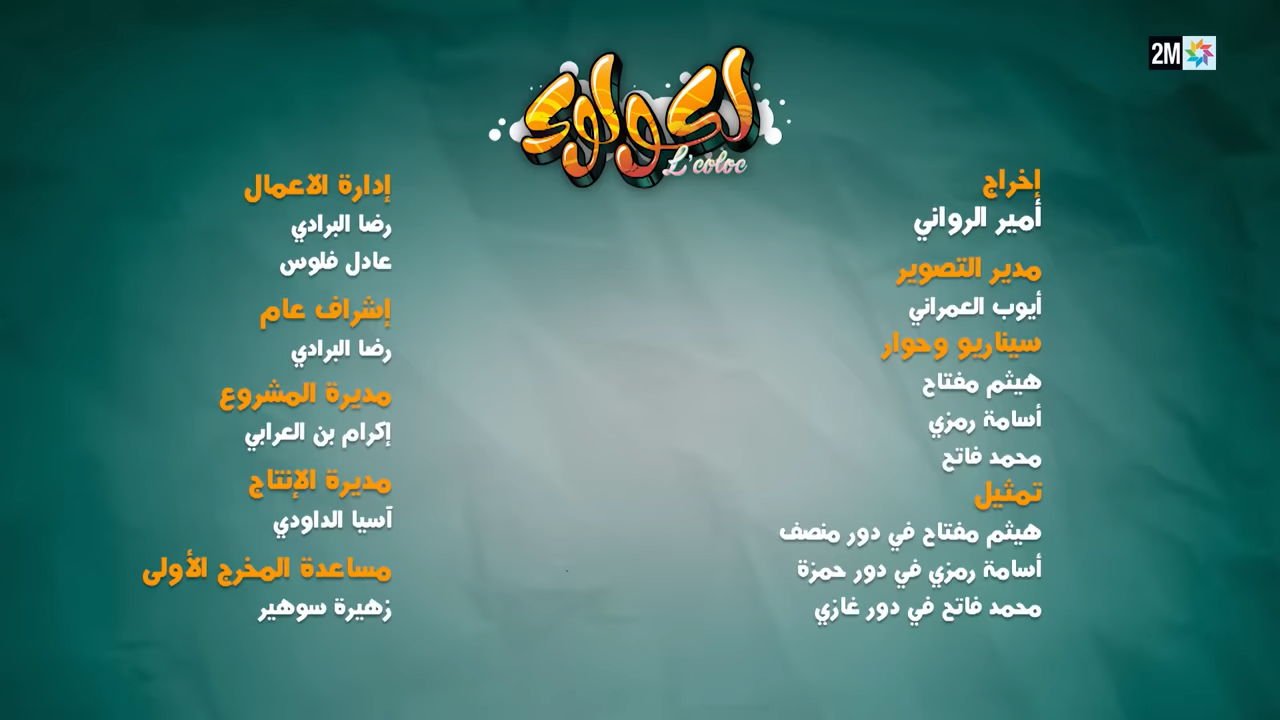 2M
لكولوك
L'coloc
إخراج
أمير الرواني
مدير التصوير
أيوب العمراني
سيناريو وحوار
هيثم مفتاح
أسامة رمزي
محمد فاتح
تمثيل
هيثم مفتاح في دور منصف
أسامة رمزي في دور حمزة
محمد فاتح في دور غازي
إدارة الاعمال
رضا البرادي
عادل فلوس
إشراف عام
رضا البرادي
مديرة المشروع
إكرام بن العرابي
مديرة الإنتاج
آسيا الداودي
مساعدة المخرج الأولى
زهيرة سوهير